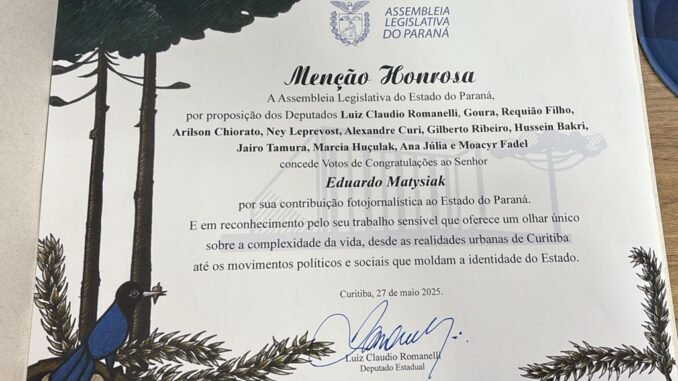 ASSEMBLEIA
LEGISLATIVA
DO PARANÁ
Menção Honrosa
A Assembleia Legislativa do Estado do Paraná,
por proposição dos Deputados Luiz Claudio Romanelli, Goura, Requião Filho,
Arilson Chiorato, Ney Leprevost, Alexandre Curi, Gilberto Ribeiro, Hussein Bakri,
Jairo Tamura, Marcia Huçulak, Ana Júlia e Moacyr Fadel
concede Votos de Congratulações ao Senhor
Eduardo Matysiak
por sua contribuição fotojornalística ao Estado do Paraná.
E em reconhecimento pelo seu trabalho sensível que oferece um olhar único
sobre a complexidade da vida, desde as realidades urbanas de Curitiba
até os movimentos políticos e sociais que moldam a identidade do Estado.
Curitiba, 27 de maio 2025.
Luiz Claudio Romanelli
Deputado Estadual